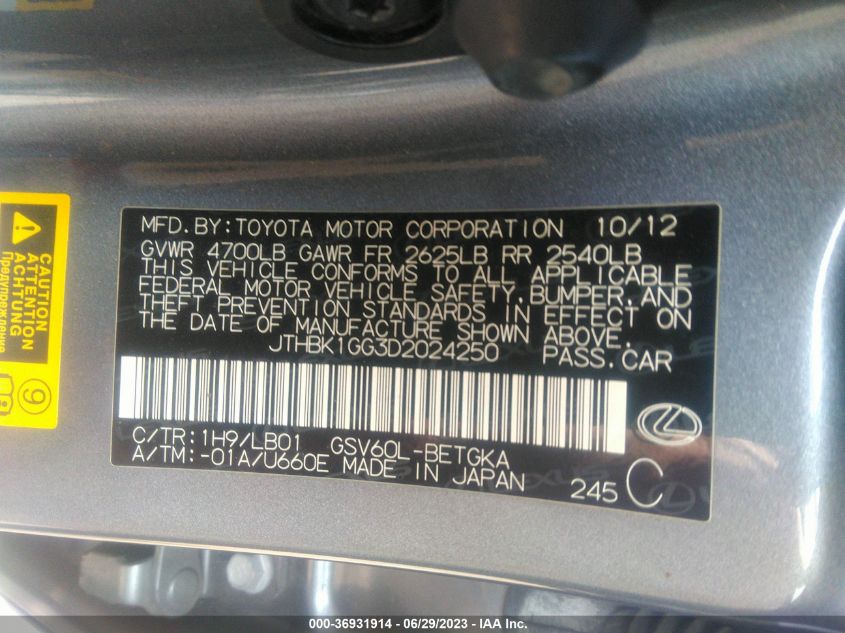 MFD.BY:TOYOTA MOTOR CORPORATION 10/12
GVWR 4700LB GAWR FR 2625LB RR 2540LB
THIS VEHICLE CONFORMS TO ALL APPLICABLE
FEDERAL MOTOR VEHICLE SAFETY,BUMPER,AND
THEFT PREVENTION STANDARDS IN EFFECT ON
THE DATE OF MANUFACTURE SHOWN ABOVE.
JTHBK1GG3D2024250 PASS.CAR
C/TR:1H9/LB01 GSV60L-BETGKA
A/TM:-01A/U660E MADE IN JAPAN
245 C
CAUTION
ATTENTION
ACHTUNG
Предупреждение
9
000-36931914 - 06/29/2023 - IAA Inc.